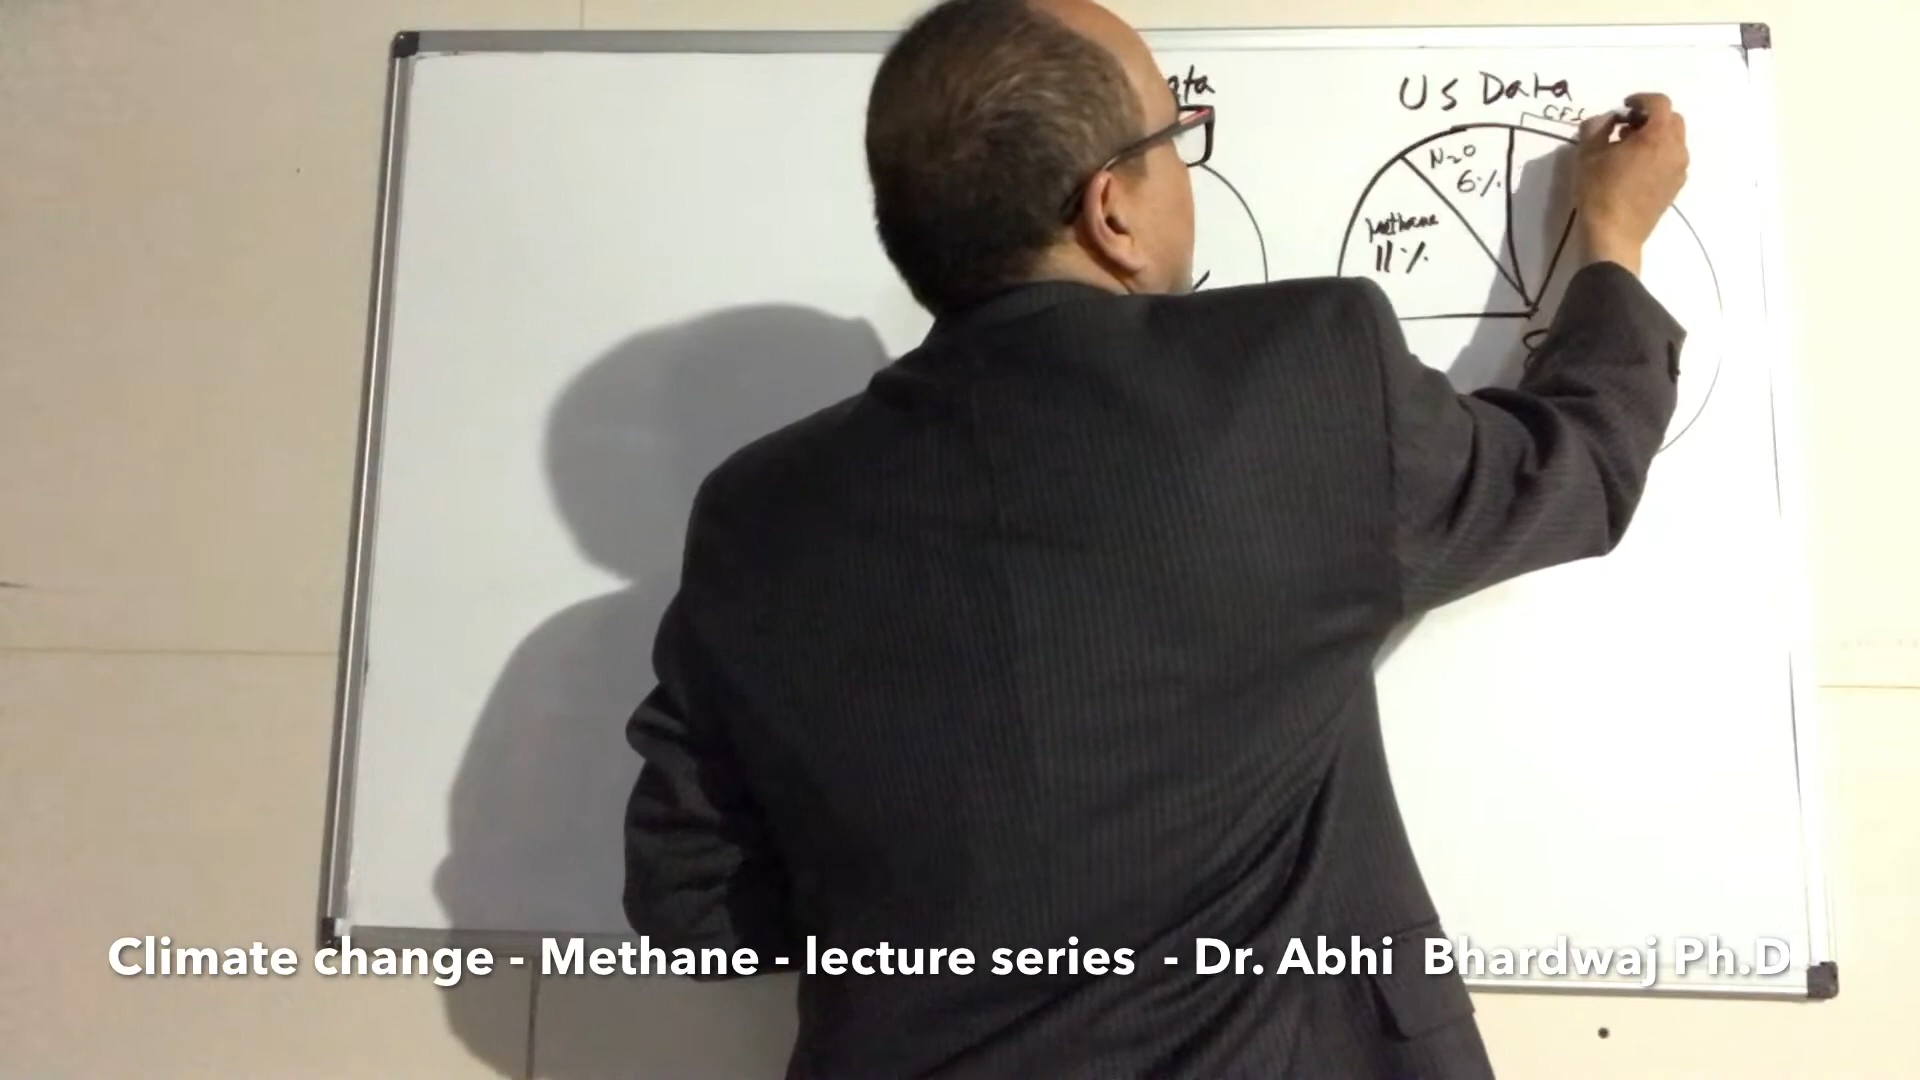 US Data
N2O
6%
Methane
11%
Climate change - Methane - lecture series - Dr. Abhi Bhardwaj Ph.D